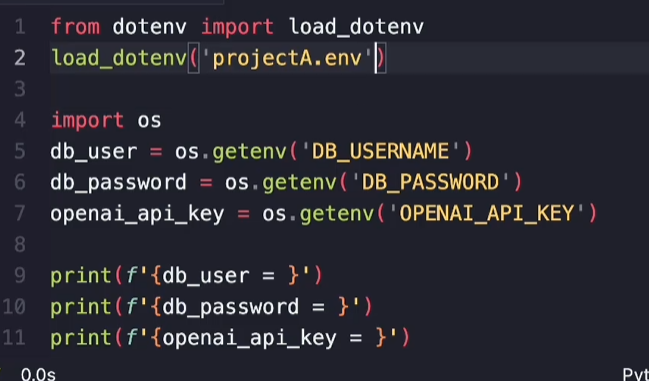 1 from dotenv import load_dotenv
2 load_dotenv('projectA.env')
3
4 import os
5 db_user = os.getenv('DB_USERNAME')
6 db_password = os.getenv('DB_PASSWORD')
7 openai_api_key = os.getenv('OPENAI_API_KEY')
8
9 print(f'{db_user = }')
10 print(f'{db_password = }')
11 print(f'{openai_api_key = }')
0.0s Pyt